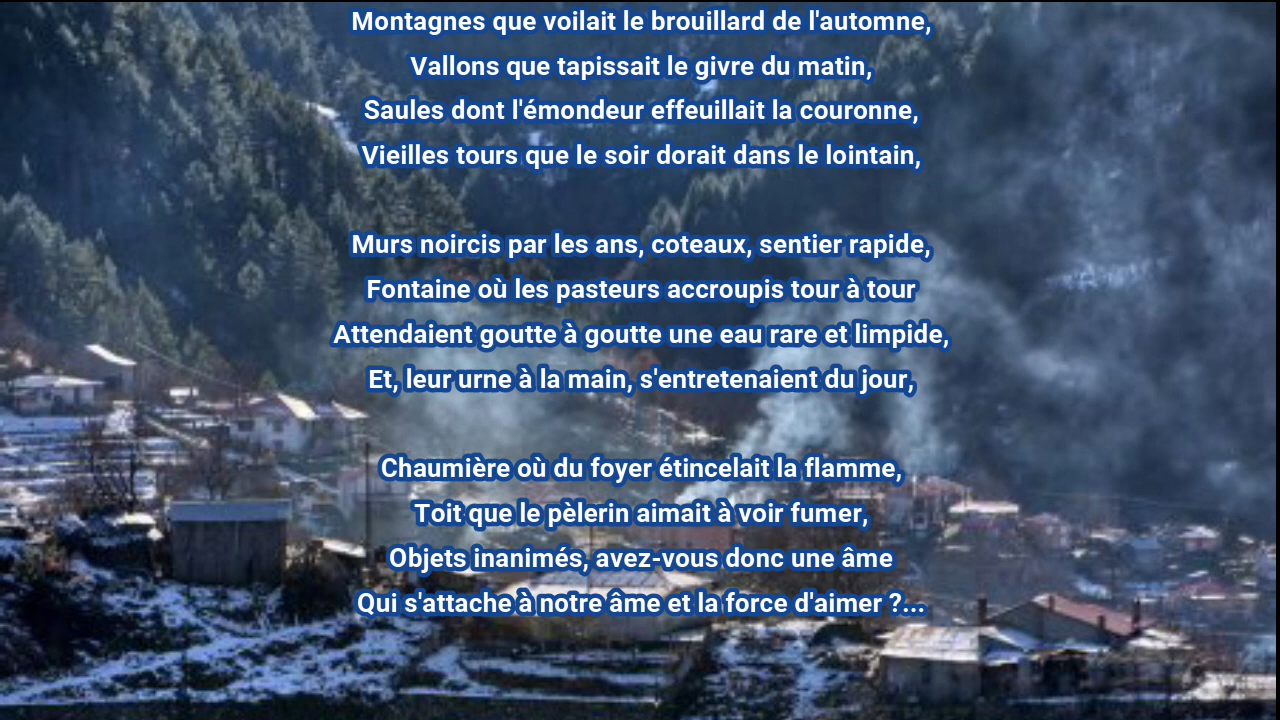 Montagnes que voilait le brouillard de l'automne,
Vallons que tapissait le givre du matin,
Saules dont l'émondeur effeuillait la couronne,
Vieilles tours que le soir dorait dans le lointain,
Murs noircis par les ans, coteaux, sentier rapide,
Fontaine où les pasteurs accroupis tour à tour
Attendaient goutte à goutte une eau rare et limpide,
Et, leur urne à la main, s'entretenaient du jour,
Chaumière où du foyer étincelait la flamme,
Toit que le pèlerin aimait à voir fumer,
Objets inanimés, avez-vous donc une âme
Qui s'attache à notre âme et la force d'aimer ?...